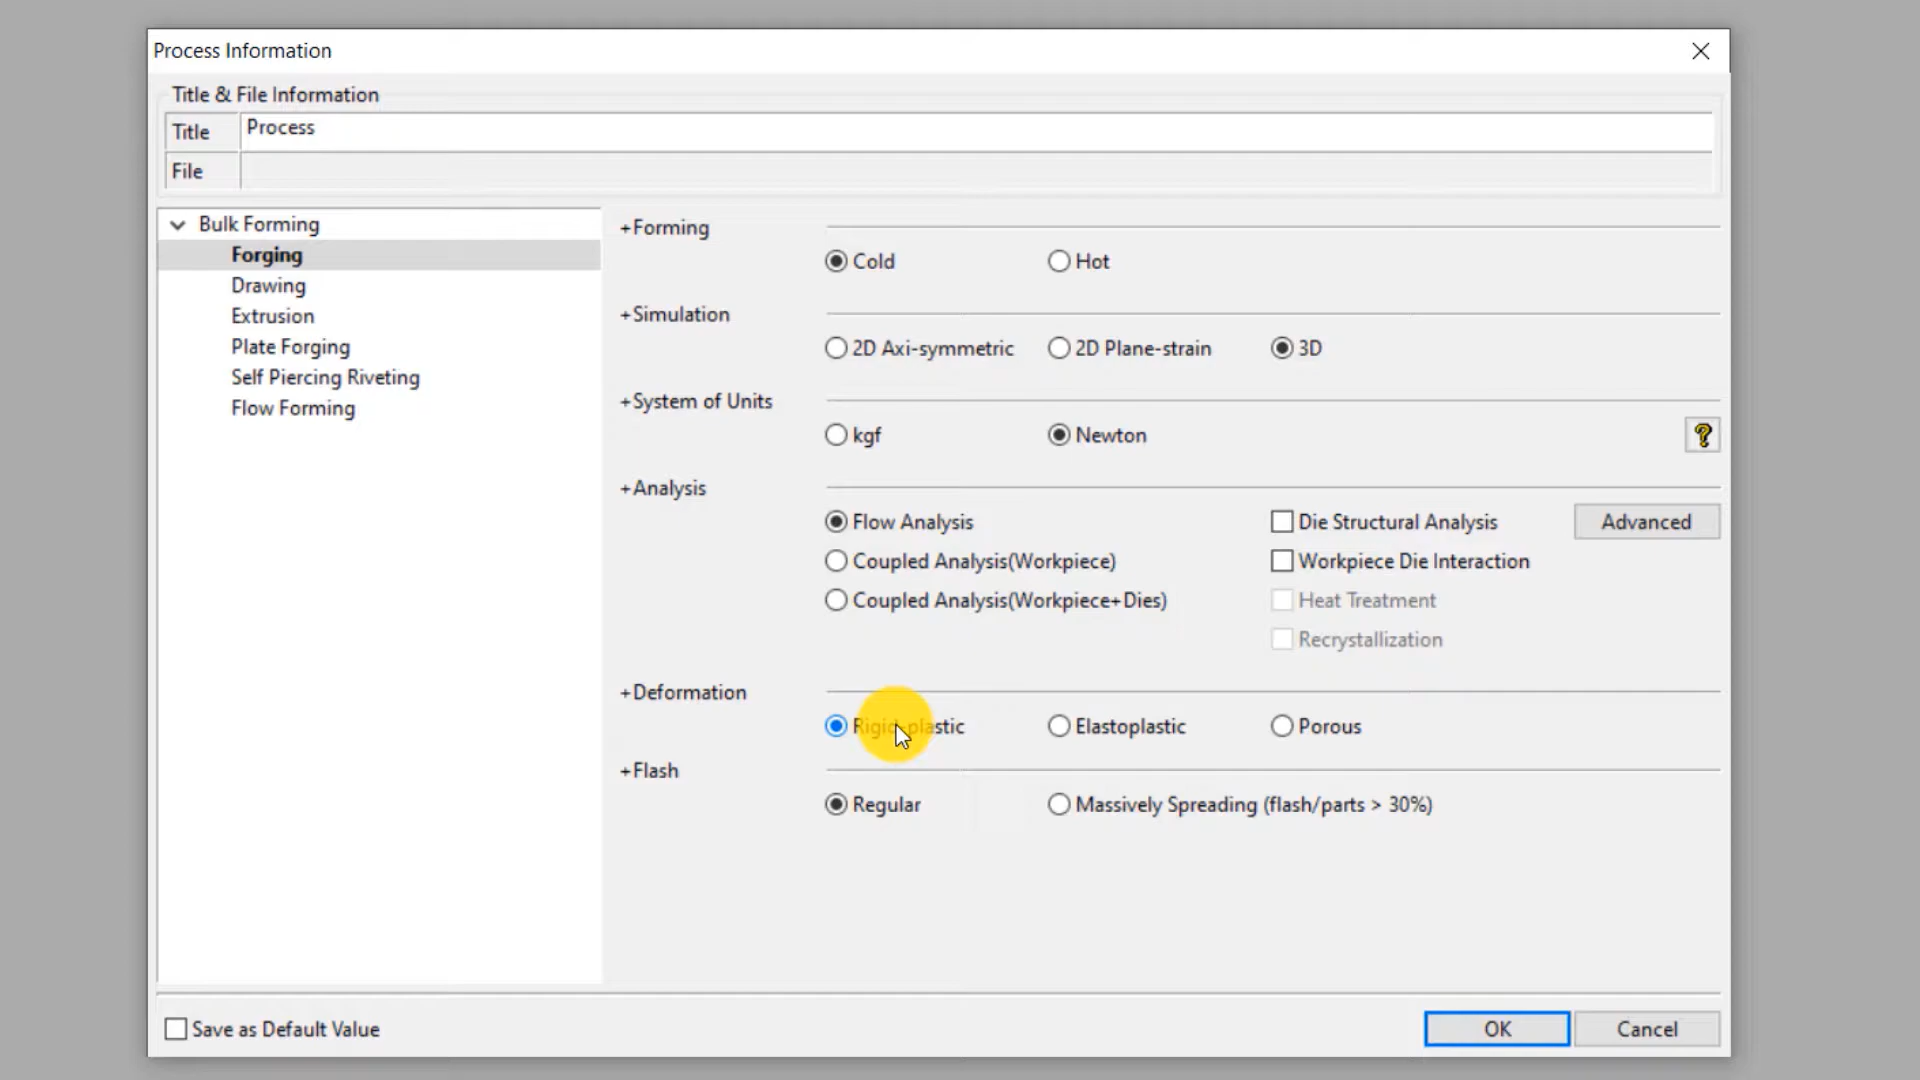 Process Information
Title & File Information
Title Process
File
Bulk Forming
Forging
Drawing
Extrusion
Plate Forging
Self Piercing Riveting
Flow Forming
+Forming
Cold Hot
+Simulation
2D Axi-symmetric 2D Plane-strain 3D
+System of Units
kgf Newton ?
+Analysis
Flow Analysis Die Structural Analysis Advanced
Coupled Analysis(Workpiece) Workpiece Die Interaction
Coupled Analysis(Workpiece+Dies) Heat Treatment
Recrystallization
+Deformation
Rigid-plastic Elastoplastic Porous
+Flash
Regular Massively Spreading (flash/parts > 30%)
Save as Default Value OK Cancel